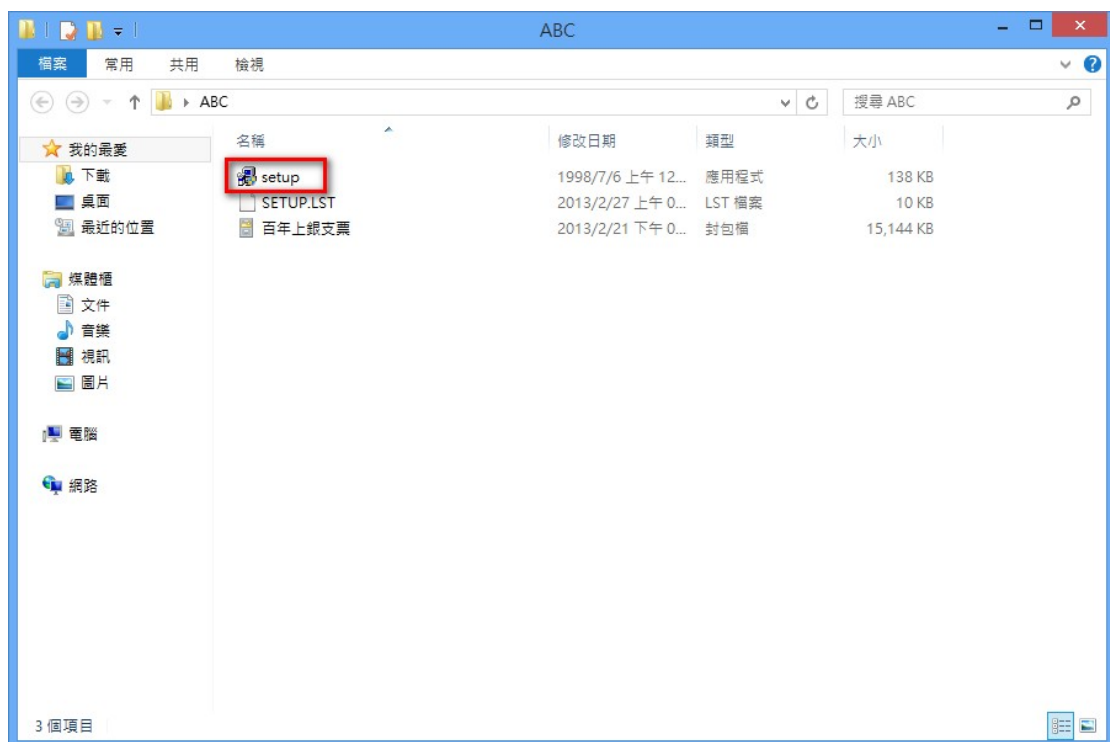 ABC
檔案 常用 共用 檢視
ABC 搜尋 ABC
名稱 修改日期 類型 大小
我的最愛
下載
桌面
最近的位置
媒體櫃
文件
音樂
視訊
圖片
電腦
網路
setup 1998/7/6 上午 12... 應用程式 138 KB
SETUP.LST 2013/2/27 上午 0... LST 檔案 10 KB
百年上銀支票 2013/2/21 下午 0... 封包檔 15,144 KB
3 個項目